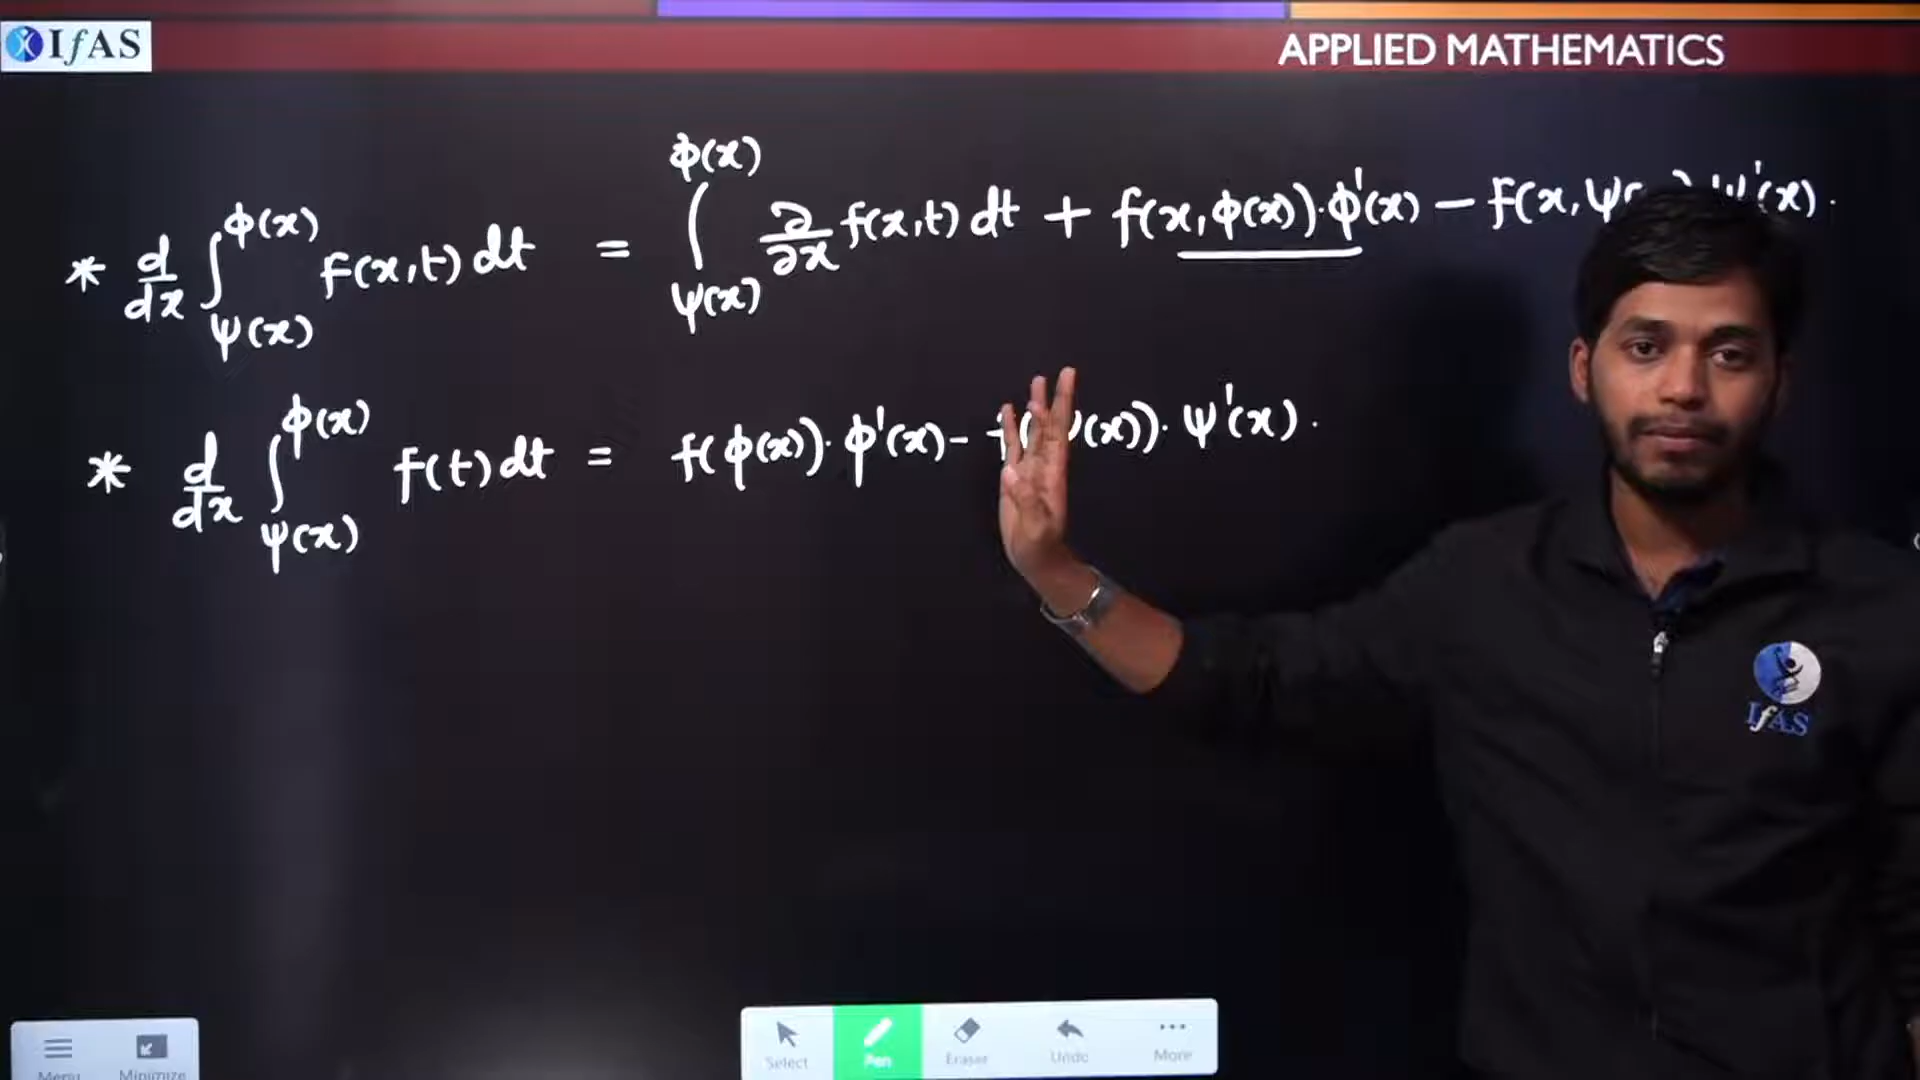 IfAS
APPLIED MATHEMATICS
* d/dx ∫_{ψ(x)}^{ϕ(x)} f(x,t) dt = ∫_{ψ(x)}^{ϕ(x)} ∂/∂x f(x,t) dt + f(x,ϕ(x))·ϕ'(x) − f(x,ψ( ψ'(x).
* d/dx ∫_{ψ(x)}^{ϕ(x)} f(t) dt = f(ϕ(x))·ϕ'(x) − f( (x))·ψ'(x).
IfAS
Menu Minimize Select Pen Eraser Undo More